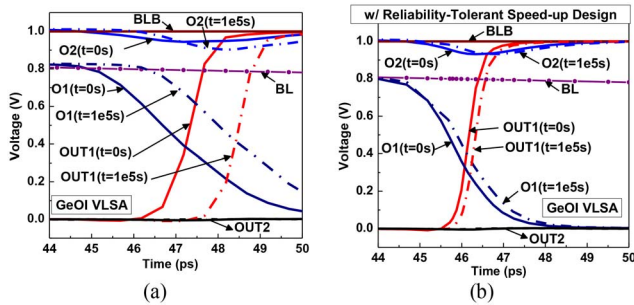 w/ Reliability-Tolerant Speed-up Design
(a)
1.0
0.8
0.6
0.4
0.2
0.0
Voltage (V)
BLB
O2(t=1e5s)
O2(t=0s)
BL
O1(t=0s)
O1(t=1e5s)
OUT1(t=0s)
OUT1(t=1e5s)
GeOI VLSA
OUT2
44 45 46 47 48 49 50
Time (ps)
(a)
(b)
1.0
0.8
0.6
0.4
0.2
0.0
Voltage (V)
BLB
O2(t=0s)
O2(t=1e5s)
BL
OUT1(t=0s)
O1(t=0s)
OUT1(t=1e5s)
O1(t=1e5s)
GeOI VLSA
OUT2
44 45 46 47 48 49 50
Time (ps)
(b)